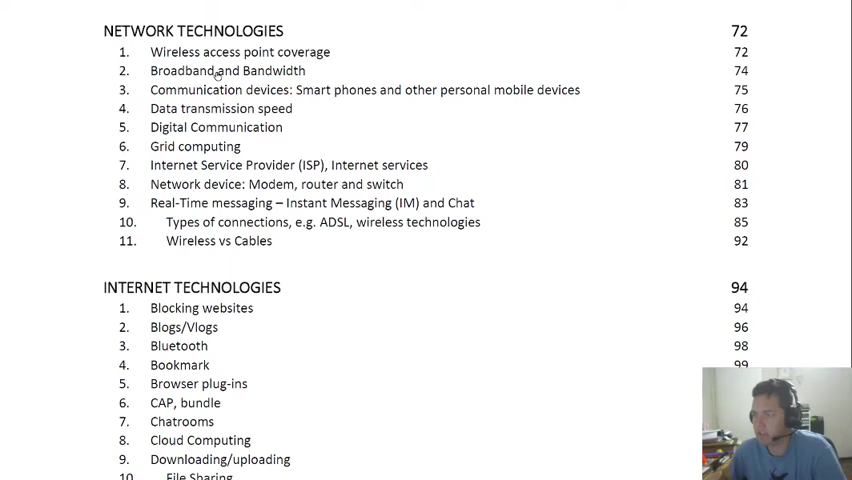 NETWORK TECHNOLOGIES 72
1. Wireless access point coverage 72
2. Broadband and Bandwidth 74
3. Communication devices: Smart phones and other personal mobile devices 75
4. Data transmission speed 76
5. Digital Communication 77
6. Grid computing 79
7. Internet Service Provider (ISP), Internet services 80
8. Network device: Modem, router and switch 81
9. Real-Time messaging – Instant Messaging (IM) and Chat 83
10. Types of connections, e.g. ADSL, wireless technologies 85
11. Wireless vs Cables 92
INTERNET TECHNOLOGIES 94
1. Blocking websites 94
2. Blogs/Vlogs 96
3. Bluetooth 98
4. Bookmark 99
5. Browser plug-ins
6. CAP, bundle
7. Chatrooms
8. Cloud Computing
9. Downloading/uploading
10. File Sharing